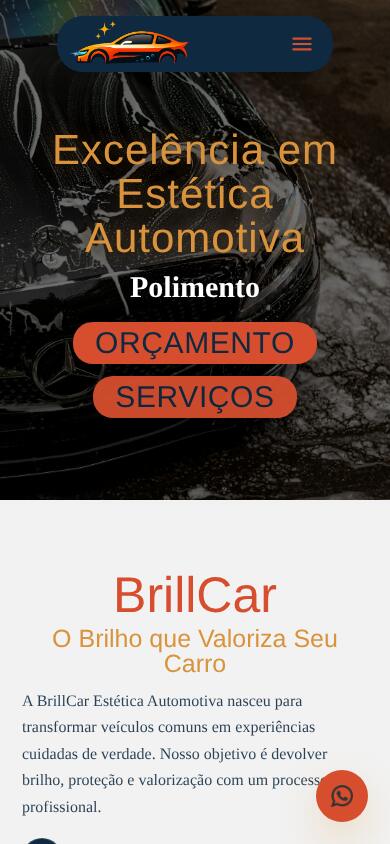 Excelência em
Estética
Automotiva
Polimento
ORÇAMENTO
SERVIÇOS
BrillCar
O Brilho que Valoriza Seu
Carro
A BrillCar Estética Automotiva nasceu para
transformar veículos comuns em experiências
cuidadas de verdade. Nosso objetivo é devolver
brilho, proteção e valorização com um processo
profissional.